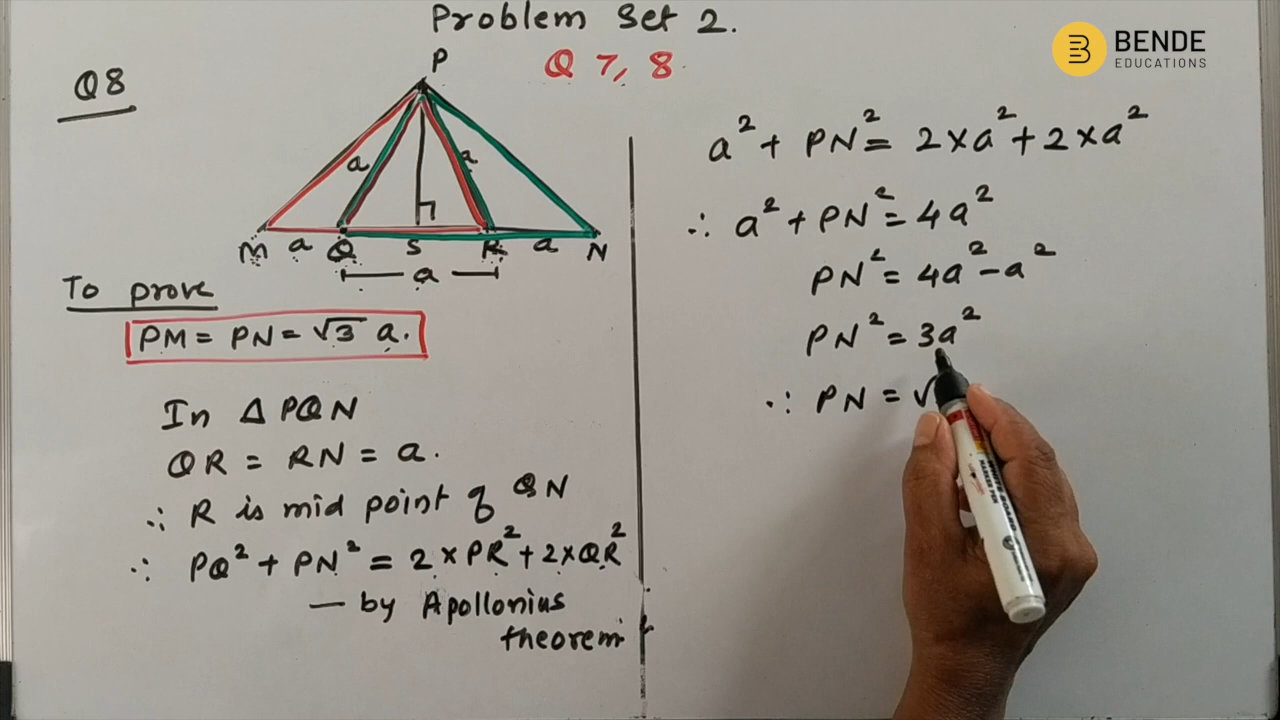 Problem Set 2.
Q 7, 8
BENDE
EDUCATIONS
Q8
P
a a
M a Q S R a N
a
To prove
PM = PN = √3 a.
In Δ PQN
QR = RN = a.
∴ R is mid point of QN
∴ PQ² + PN² = 2 × PR² + 2 × QR²
— by Apollonius
theorem
a² + PN² = 2 × a² + 2 × a²
∴ a² + PN² = 4a²
PN² = 4a² - a²
PN² = 3a²
∴ PN = √